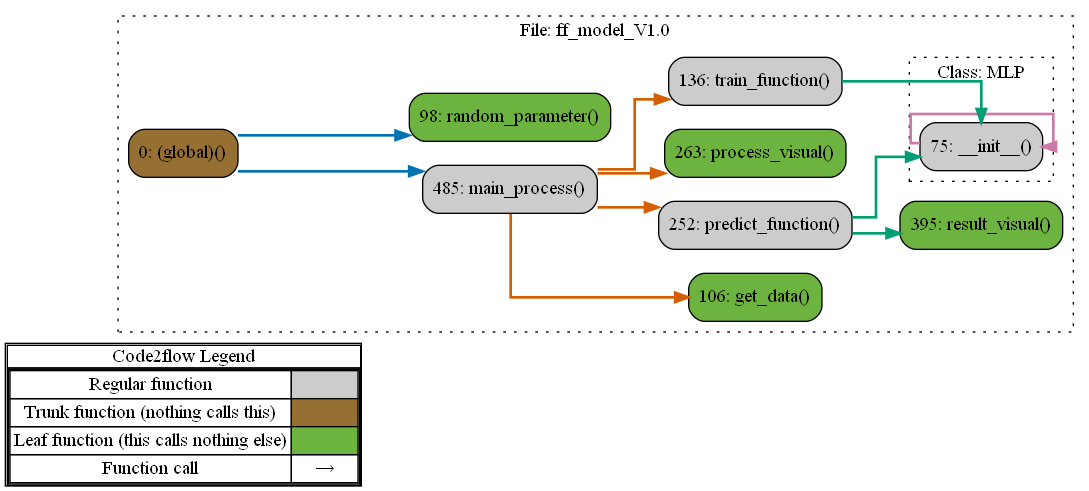 File: ff_model_V1.0
136: train_function()
Class: MLP
98: random_parameter()
0: (global)()
263: process_visual()
75: __init__()
485: main_process()
252: predict_function()
395: result_visual()
106: get_data()
Code2flow Legend
Regular function
Trunk function (nothing calls this)
Leaf function (this calls nothing else)
Function call →